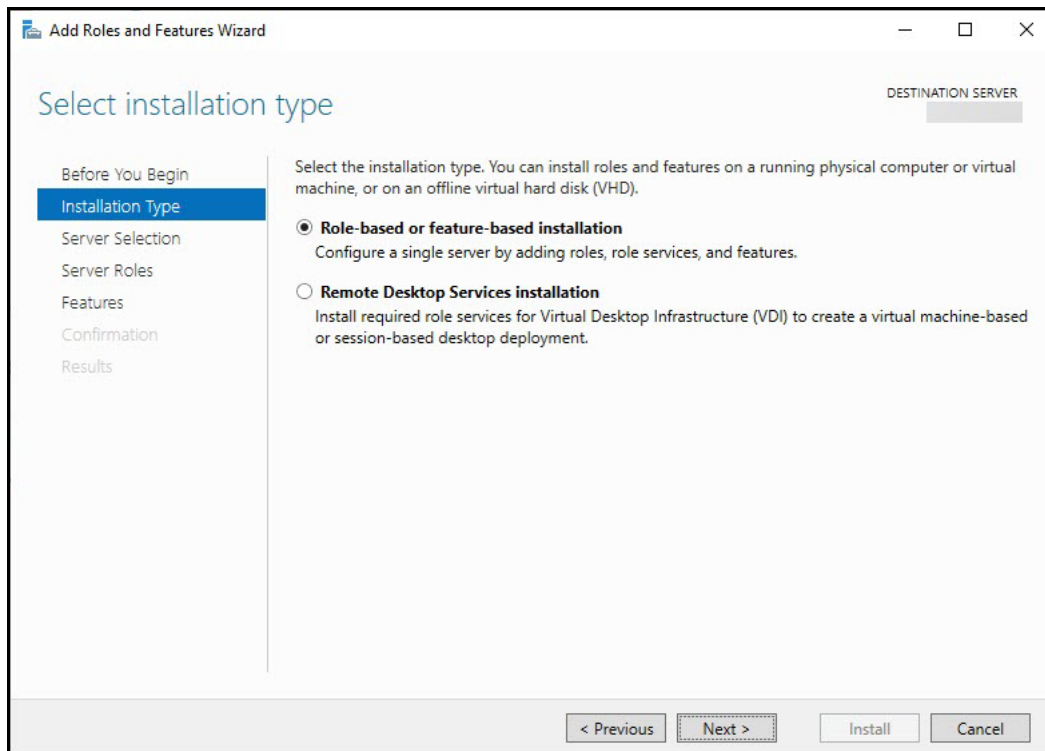 Add Roles and Features Wizard
Select installation type
DESTINATION SERVER
Before You Begin
Installation Type
Server Selection
Server Roles
Features
Confirmation
Results
Select the installation type. You can install roles and features on a running physical computer or virtual
machine, or on an offline virtual hard disk (VHD).
Role-based or feature-based installation
Configure a single server by adding roles, role services, and features.
Remote Desktop Services installation
Install required role services for Virtual Desktop Infrastructure (VDI) to create a virtual machine-based
or session-based desktop deployment.
< Previous
Next >
Install
Cancel